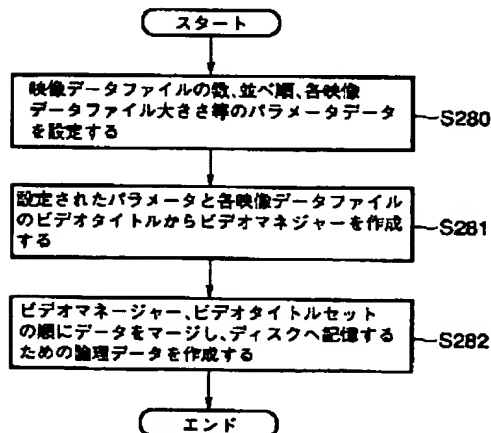 スタート
映像データファイルの数、並べ順、各映像
データファイル大きさ等のパラメータデータ
を設定する
S280
設定されたパラメータと各映像データファイル
のビデオタイトルからビデオマネジャーを作成
する
S281
ビデオマネージャー、ビデオタイトルセット
の順にデータをマージし、ディスクへ記憶する
ための論理データを作成する
S282
エンド